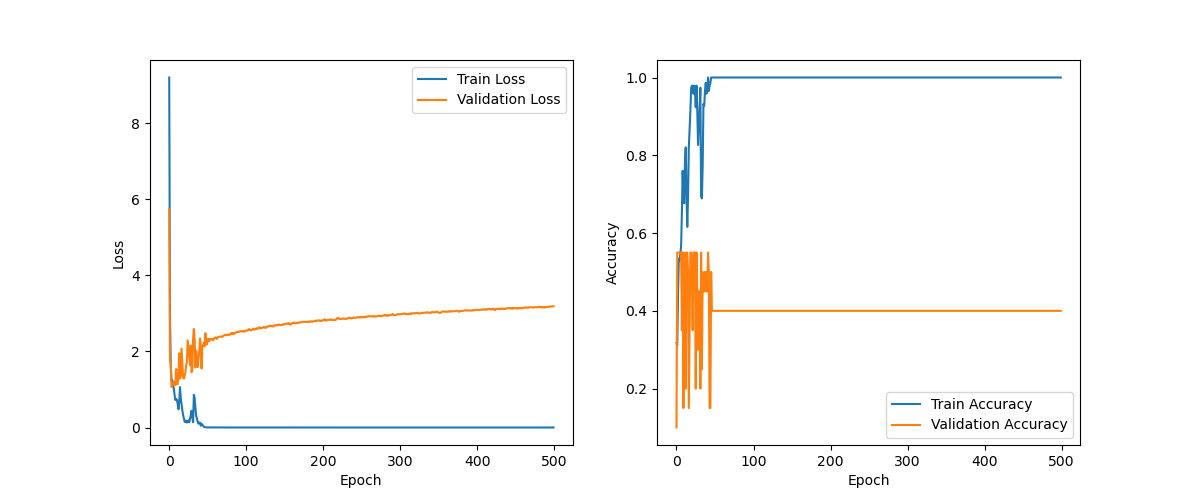 Train Loss
Validation Loss
8
6
4
2
0
0 100 200 300 400 500
Epoch
Loss
1.0
0.8
0.6
0.4
0.2
Train Accuracy
Validation Accuracy
0 100 200 300 400 500
Epoch
Accuracy